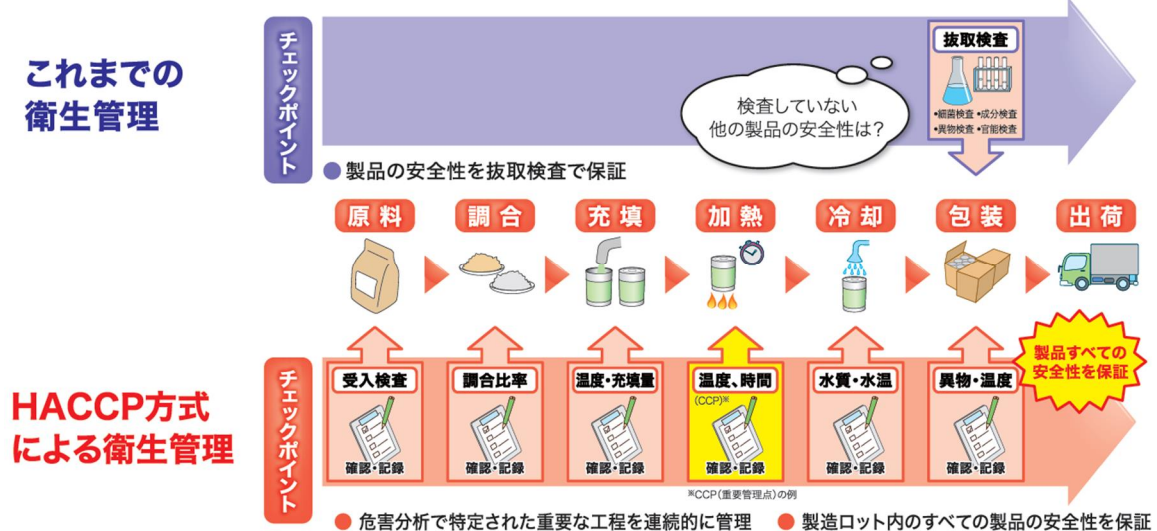 これまでの
衛生管理
チェックポイント
抜取検査
•細菌検査 •成分検査
•異物検査 •官能検査
検査していない
他の製品の安全性は?
●製品の安全性を抜取検査で保証
原料
調合
充填
加熱
冷却
包装
出荷
HACCP方式
による衛生管理
チェックポイント
受入検査
確認・記録
調合比率
確認・記録
温度・充填量
確認・記録
温度、時間
(CCP)※
確認・記録
水質・水温
確認・記録
異物・温度
確認・記録
製品すべての
安全性を保証
※CCP(重要管理点)の例
● 危害分析で特定された重要な工程を連続的に管理
● 製造ロット内のすべての製品の安全性を保証